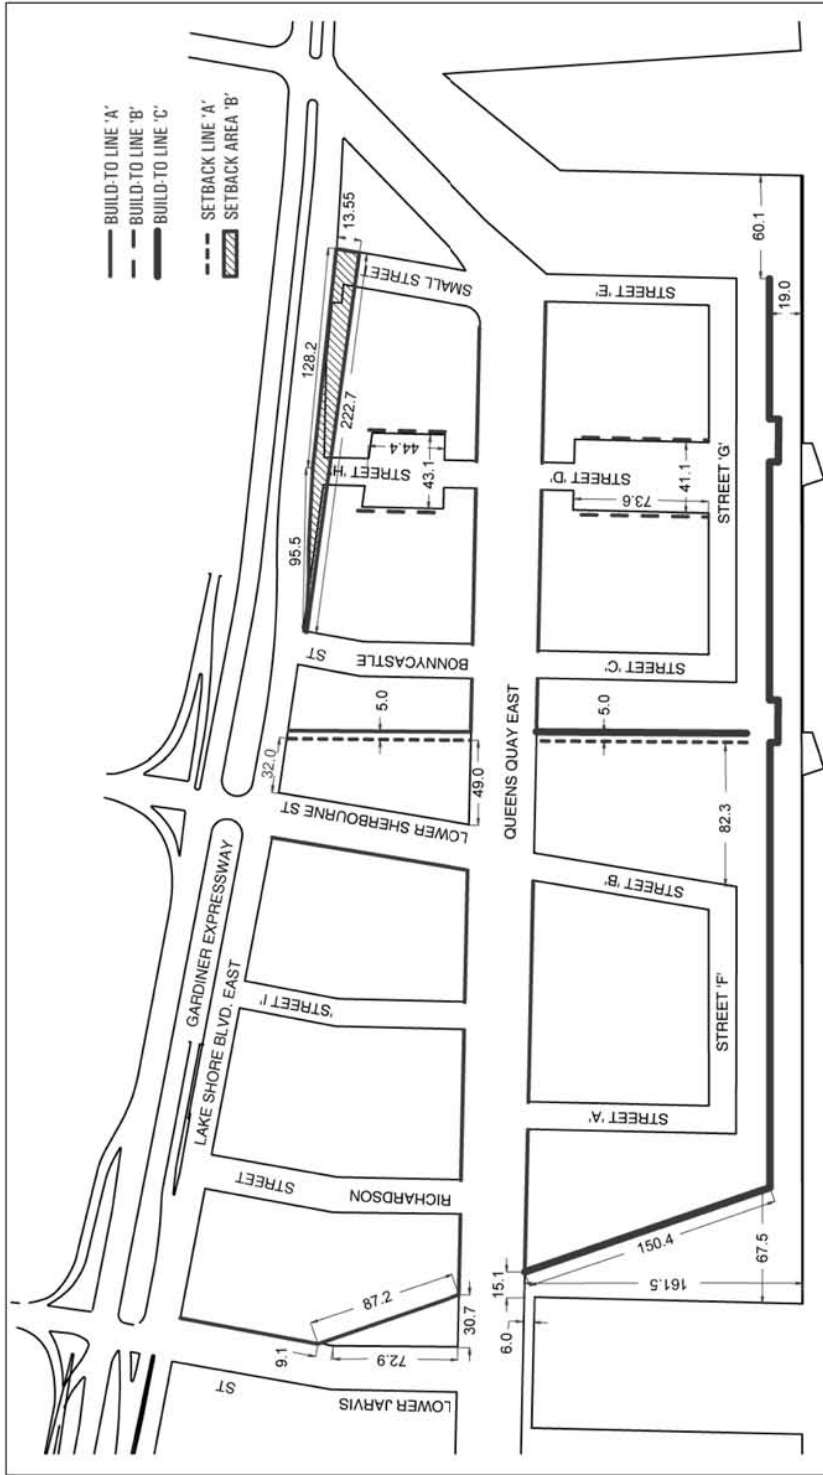 BUILD-TO LINE 'A'
BUILD-TO LINE 'B'
BUILD-TO LINE 'C'
SETBACK LINE 'A'
SETBACK AREA 'B'
GARDINER EXPRESSWAY
LAKE SHORE BLVD. EAST
QUEENS QUAY EAST
LOWER JARVIS
ST
RICHARDSON
STREET
STREET 'I'
LOWER SHERBOURNE ST
BONNYCASTLE
ST
STREET 'H'
SMALL STREET
STREET 'A'
STREET 'B'
STREET 'C'
STREET 'D'
STREET 'E'
STREET 'F'
STREET 'G'
9.1
87.2
72.9
30.7
32.0
5.0
49.0
95.5
128.2
222.7
13.55
44.4
43.1
6.0
15.1
161.5
67.5
150.4
82.3
5.0
73.6
41.1
19.0
60.1